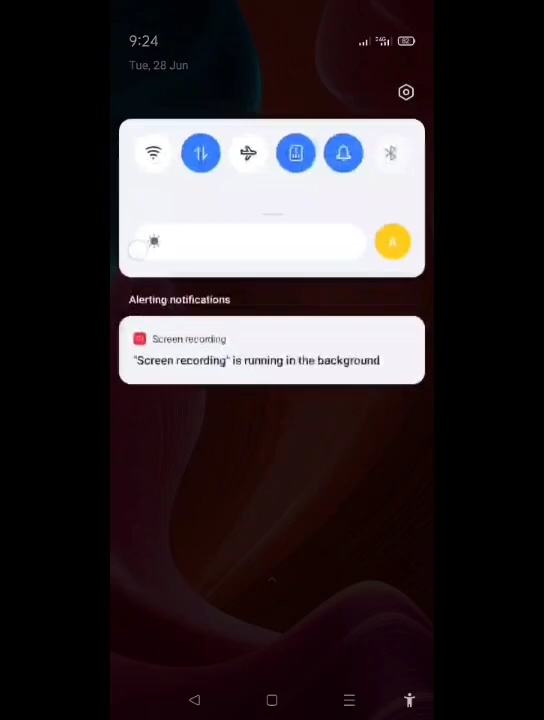 9:24
Tue, 28 Jun
A
Alerting notifications
Screen recording
"Screen recording" is running in the background